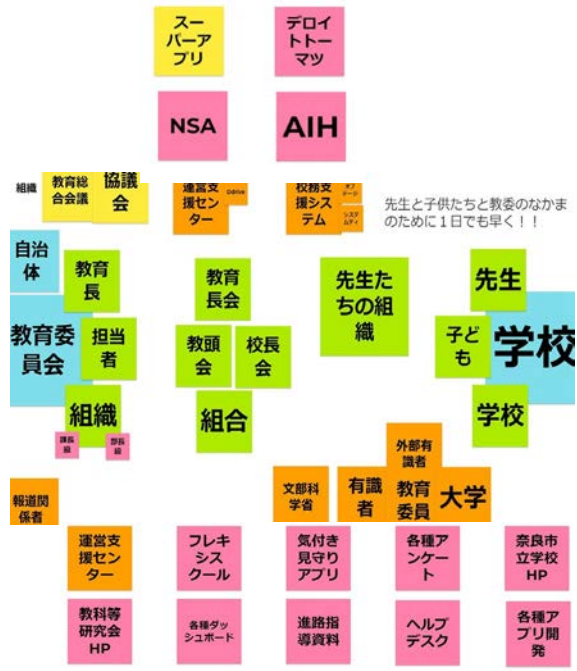 スー
パーア
プリ
デロイ
トトー
マツ
NSA
AIH
組織
教育総
合会議
協議
会
運営支
援セン
ター
校務支
援シス
テム
先生と子供たちと教委のなかま
のために１日でも早く！！
自治
体
教育
長
教育
長会
先生た
ちの組
織
先生
教育委
員会
担当
者
教頭
会
校長
会
子ど
も
学校
組織
課長
級
部長
級
組合
学校
外部有
識者
報道関
係者
文部科
学省
有識
者
教育
委員
大学
運営支
援セン
ター
フレキ
シス
クール
気付き
見守り
アプリ
各種ア
ンケー
ト
奈良市
立学校
HP
教科等
研究会
HP
各種ダッ
シュボード
進路指
導資料
ヘルプ
デスク
各種ア
プリ開
発